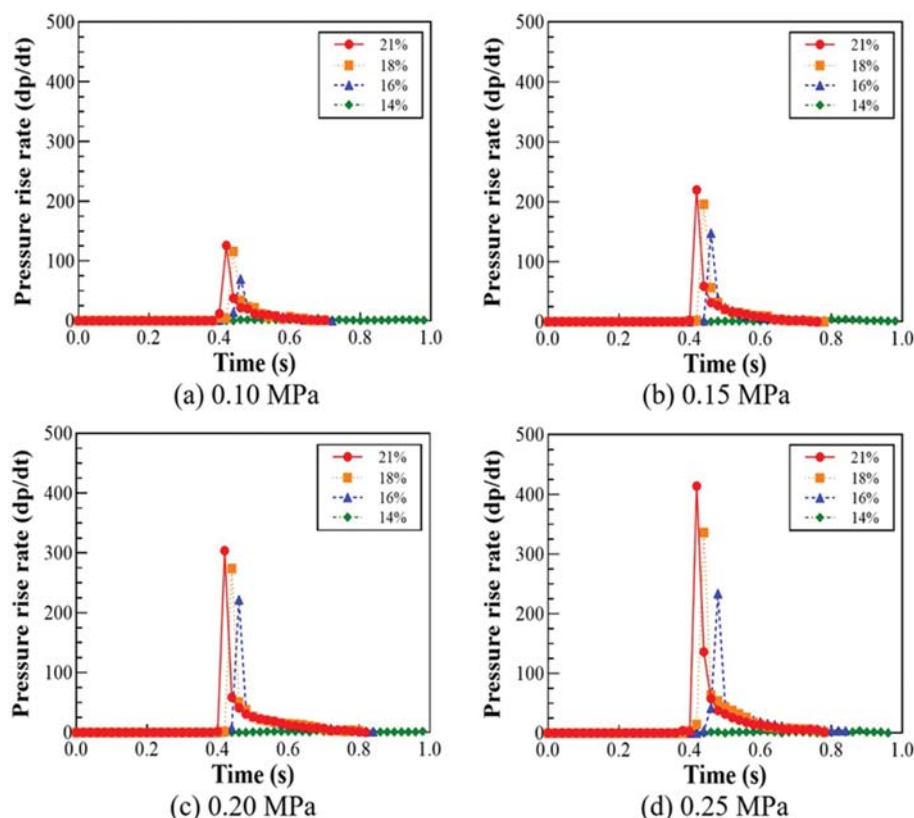 500
400
300
200
100
0
Pressure rise rate (dp/dt)
21%
18%
16%
14%
0.0 0.2 0.4 0.6 0.8 1.0
Time (s)
(a) 0.10 MPa
500
400
300
200
100
0
Pressure rise rate (dp/dt)
21%
18%
16%
14%
0.0 0.2 0.4 0.6 0.8 1.0
Time (s)
(b) 0.15 MPa
500
400
300
200
100
0
Pressure rise rate (dp/dt)
21%
18%
16%
14%
0.0 0.2 0.4 0.6 0.8 1.0
Time (s)
(c) 0.20 MPa
500
400
300
200
100
0
Pressure rise rate (dp/dt)
21%
18%
16%
14%
0.0 0.2 0.4 0.6 0.8 1.0
Time (s)
(d) 0.25 MPa